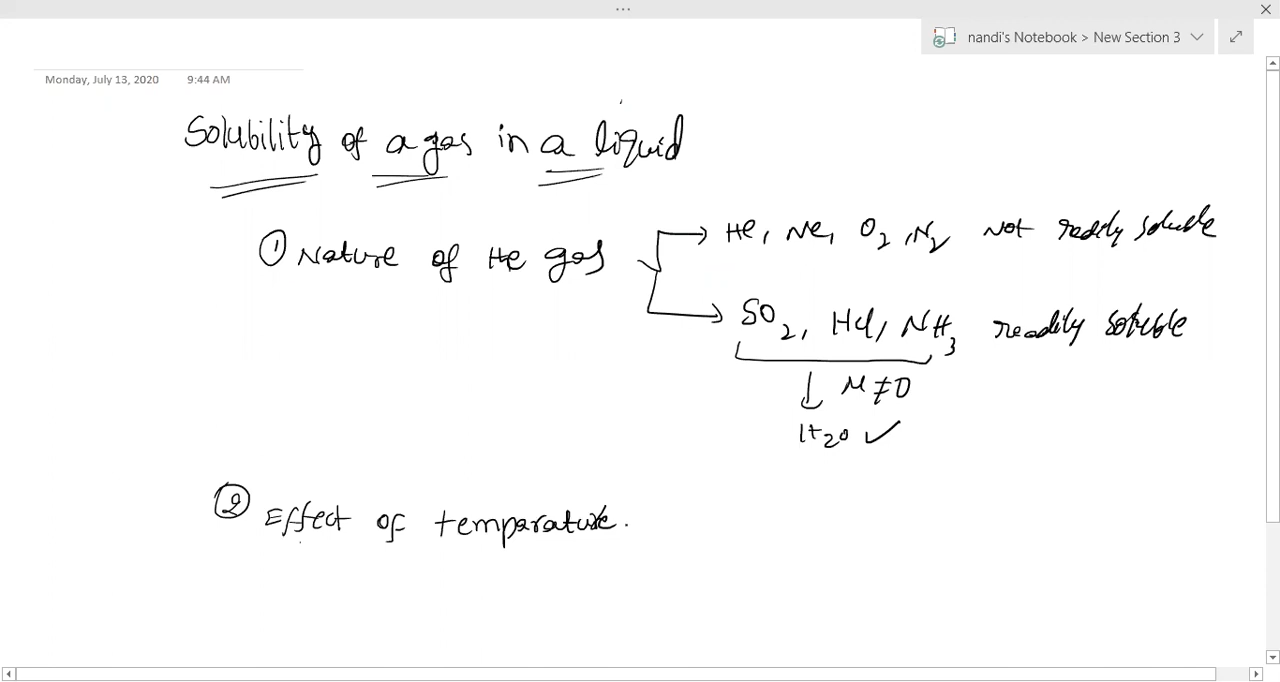 nandi's Notebook > New Section 3
Monday, July 13, 2020 9:44 AM
Solubility of a gas in a liquid
① Nature of the gas
He, Ne, O₂, N₂ Not readily soluble
SO₂, HCl, NH₃ readily soluble
μ ≠ 0
H₂O ✓
② Effect of temparature.